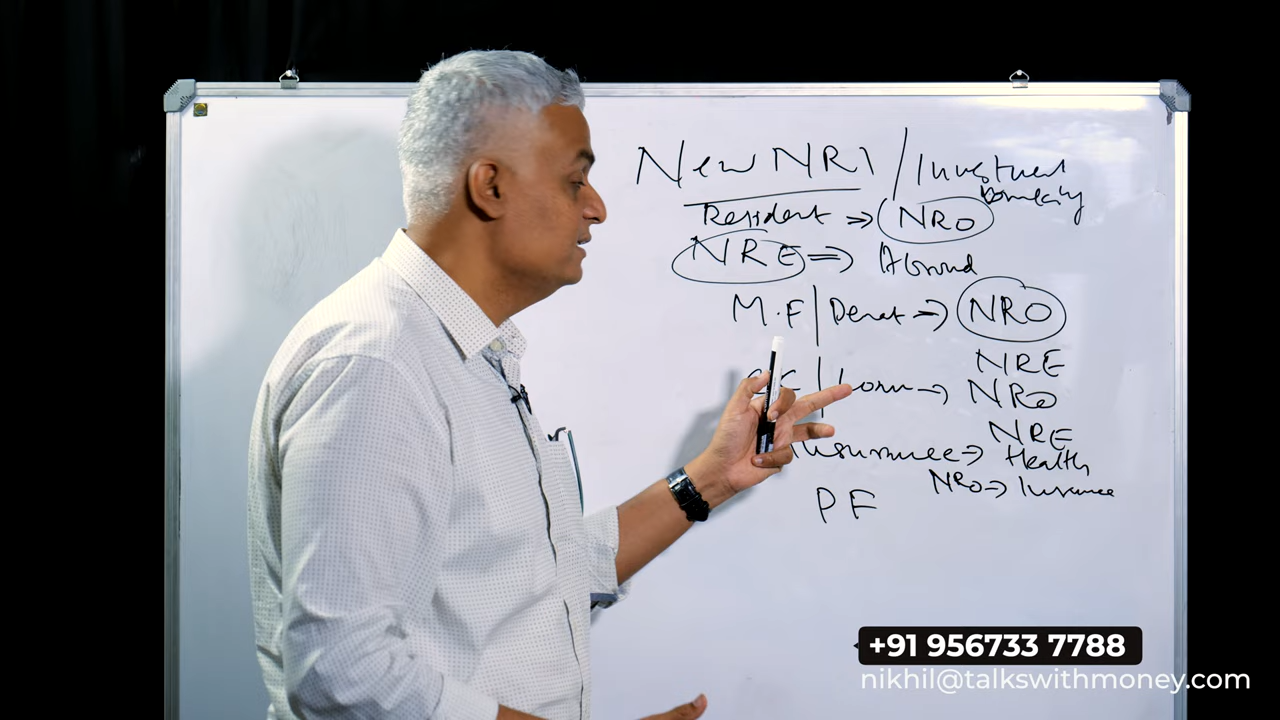 New NRI / Investment
Resident ⇒ NRO
NRE ⇒ Abroad
M.F | Demat → NRO
NRE
| Loan → NRO
NRE
Insurance → Health
NRO → Insurance
PF
+91 956733 7788
nikhil@talkswithmoney.com